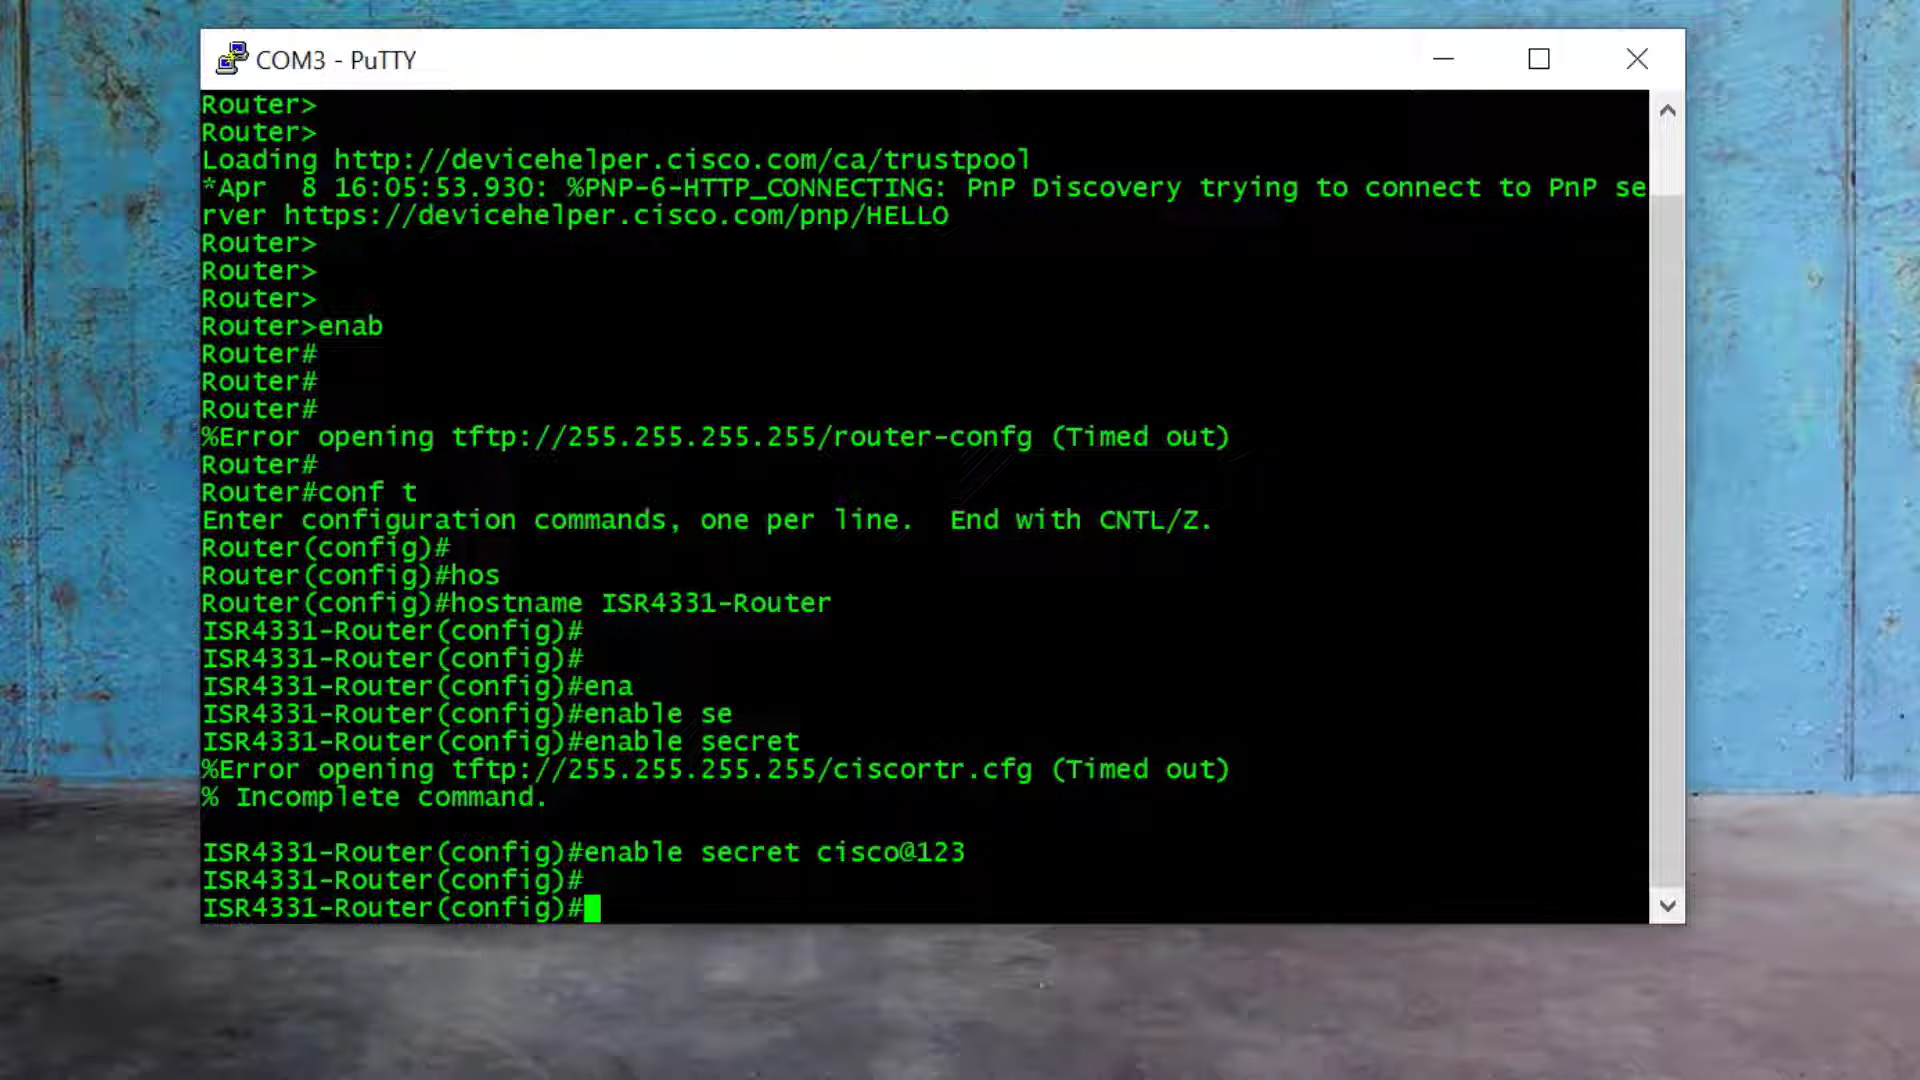 COM3 - PuTTY
Router>
Router>
Loading http://devicehelper.cisco.com/ca/trustpool
*Apr  8 16:05:53.930: %PNP-6-HTTP_CONNECTING: PnP Discovery trying to connect to PnP se
rver https://devicehelper.cisco.com/pnp/HELLO
Router>
Router>
Router>
Router>enab
Router#
Router#
Router#
%Error opening tftp://255.255.255.255/router-confg (Timed out)
Router#
Router#conf t
Enter configuration commands, one per line.  End with CNTL/Z.
Router(config)#
Router(config)#hos
Router(config)#hostname ISR4331-Router
ISR4331-Router(config)#
ISR4331-Router(config)#
ISR4331-Router(config)#ena
ISR4331-Router(config)#enable se
ISR4331-Router(config)#enable secret
%Error opening tftp://255.255.255.255/ciscortr.cfg (Timed out)
% Incomplete command.
ISR4331-Router(config)#enable secret cisco@123
ISR4331-Router(config)#
ISR4331-Router(config)#